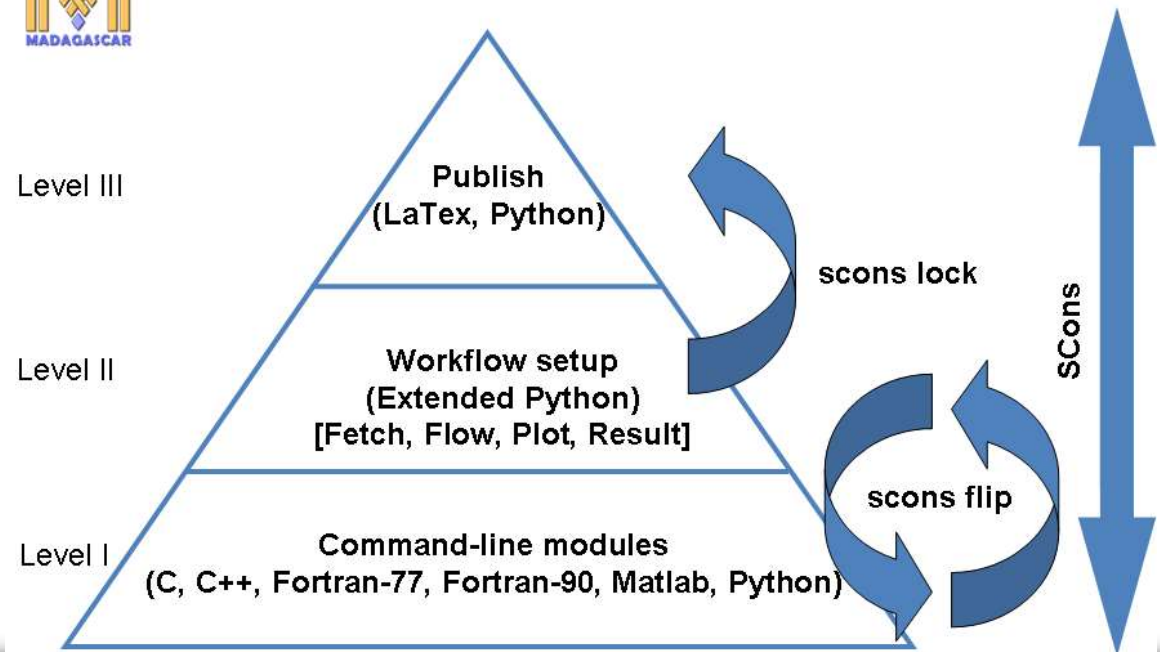 MADAGASCAR
Level III
Publish
(LaTex, Python)
scons lock
SCons
Level II
Workflow setup
(Extended Python)
[Fetch, Flow, Plot, Result]
scons flip
Level I
Command-line modules
(C, C++, Fortran-77, Fortran-90, Matlab, Python)